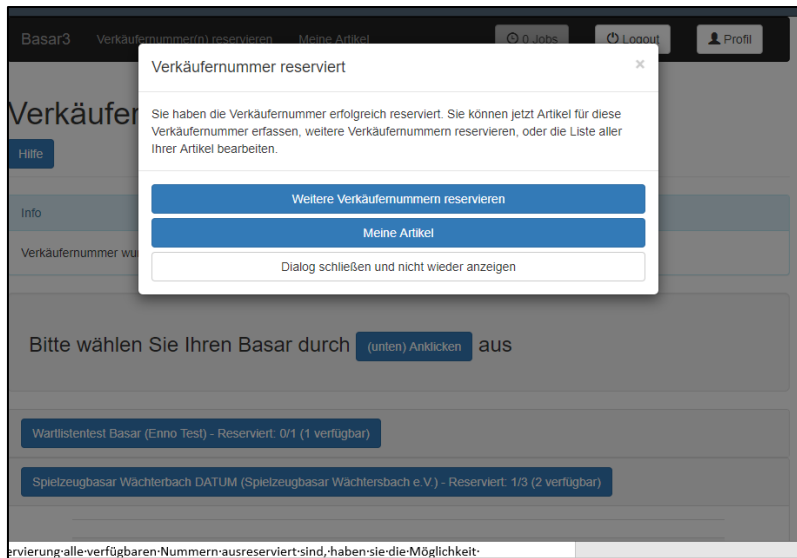 Basar3 Verkäufernummer(n) reservieren Meine Artikel 0 Jobs Logout Profil
Verkäufernummer reserviert ×
Verkäufer
Sie haben die Verkäufernummer erfolgreich reserviert. Sie können jetzt Artikel für diese
Verkäufernummer erfassen, weitere Verkäufernummern reservieren, oder die Liste aller
Ihrer Artikel bearbeiten.
Hilfe
Weitere Verkäufernummern reservieren
Info
Meine Artikel
Verkäufernummer wu
Dialog schließen und nicht wieder anzeigen
Bitte wählen Sie Ihren Basar durch (unten) Anklicken aus
Wartlistentest Basar (Enno Test) - Reserviert: 0/1 (1 verfügbar)
Spielzeugbasar Wächterbach DATUM (Spielzeugbasar Wächtersbach e.V.) - Reserviert: 1/3 (2 verfügbar)
ervierung·alle·verfügbaren·Nummern·ausreserviert·sind,·haben·sie·die·Möglichkeit·